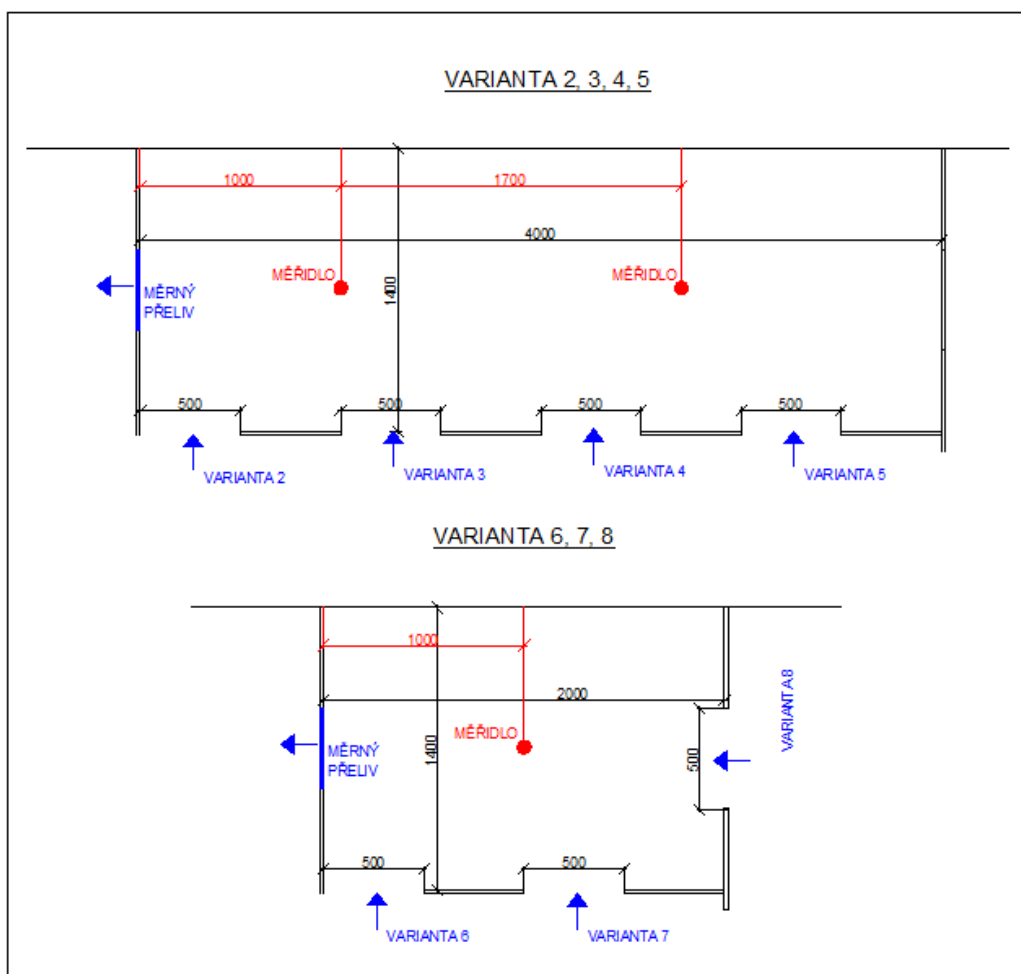 VARIANTA 2, 3, 4, 5
1000
1700
4000
MĚŘIDLO
MĚŘIDLO
1400
MĚRNÝ
PŘELIV
500
500
500
500
VARIANTA 2
VARIANTA 3
VARIANTA 4
VARIANTA 5
VARIANTA 6, 7, 8
1000
2000
VARIANTA 8
MĚŘIDLO
1400
MĚRNÝ
PŘELIV
500
500
500
VARIANTA 6
VARIANTA 7